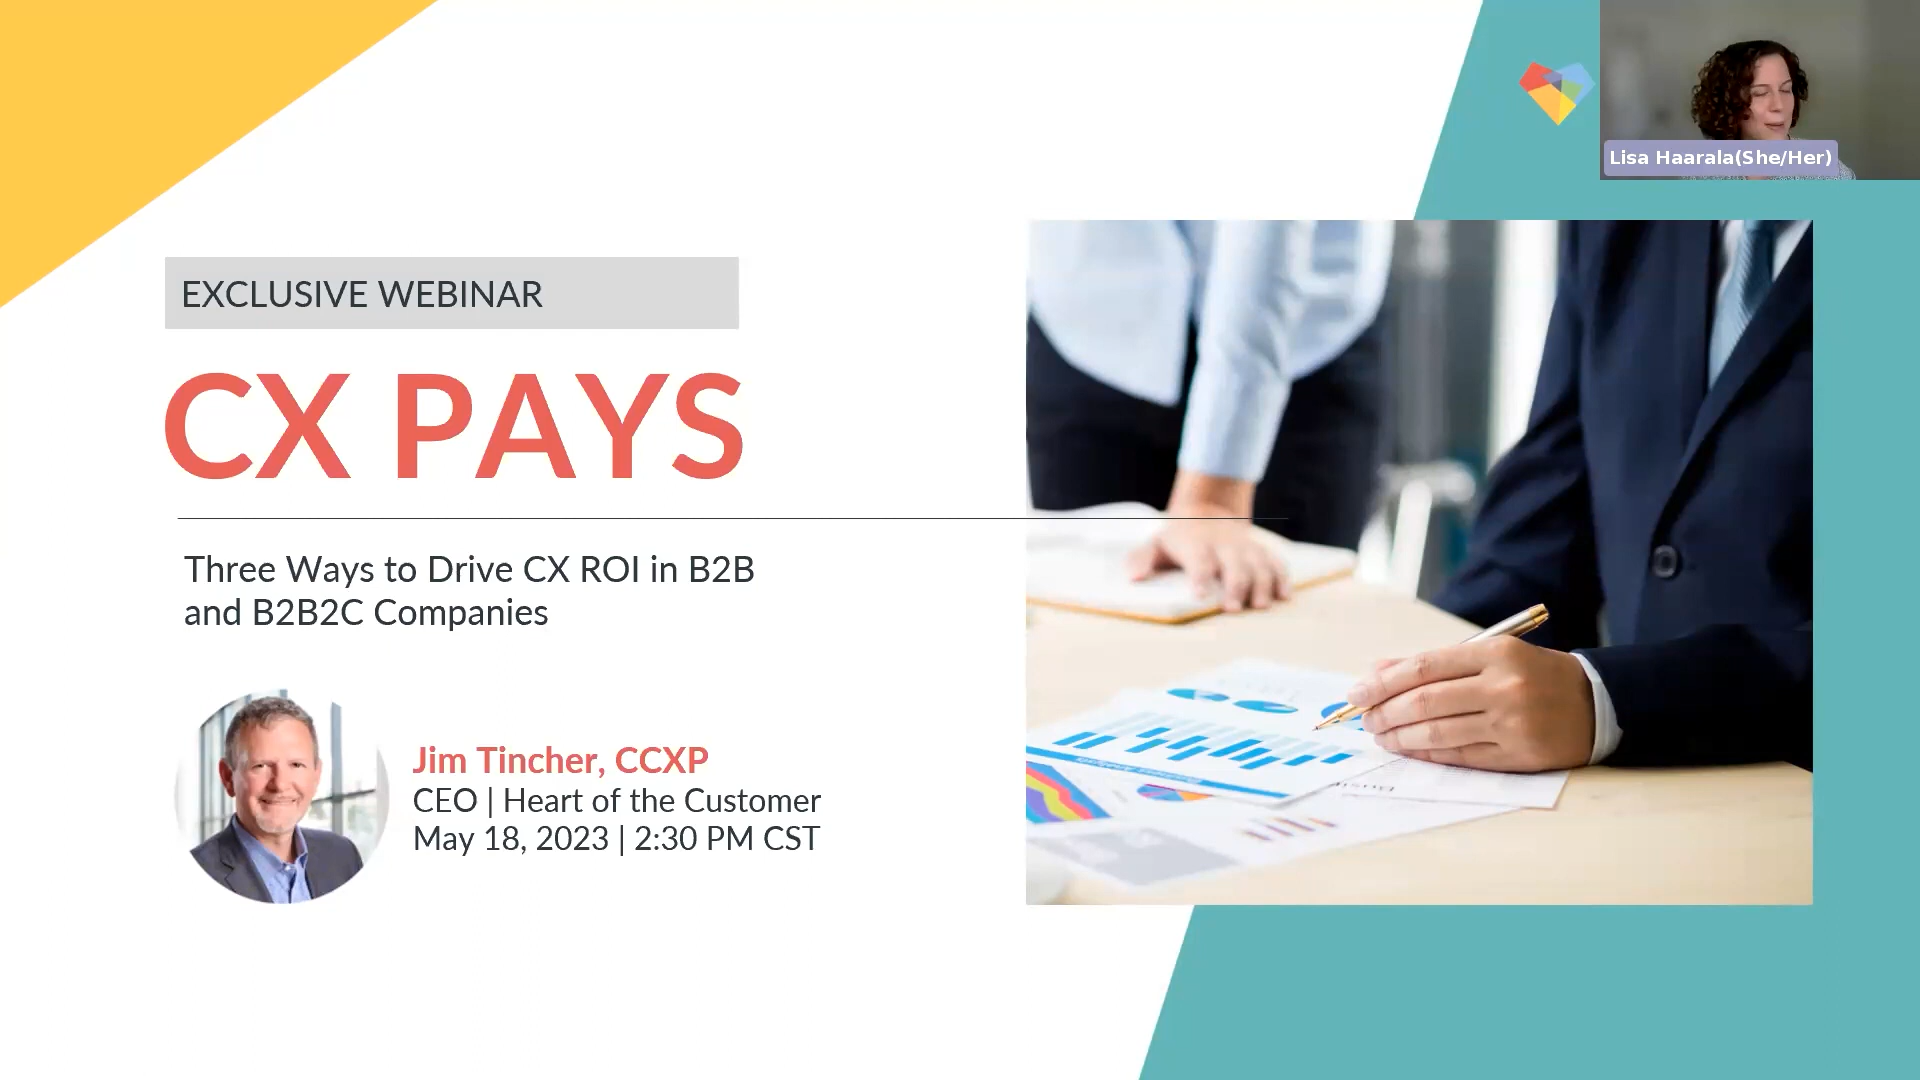 Lisa Haarala(She/Her)
EXCLUSIVE WEBINAR
CX PAYS
Three Ways to Drive CX ROI in B2B
and B2B2C Companies
Jim Tincher, CCXP
CEO | Heart of the Customer
May 18, 2023 | 2:30 PM CST